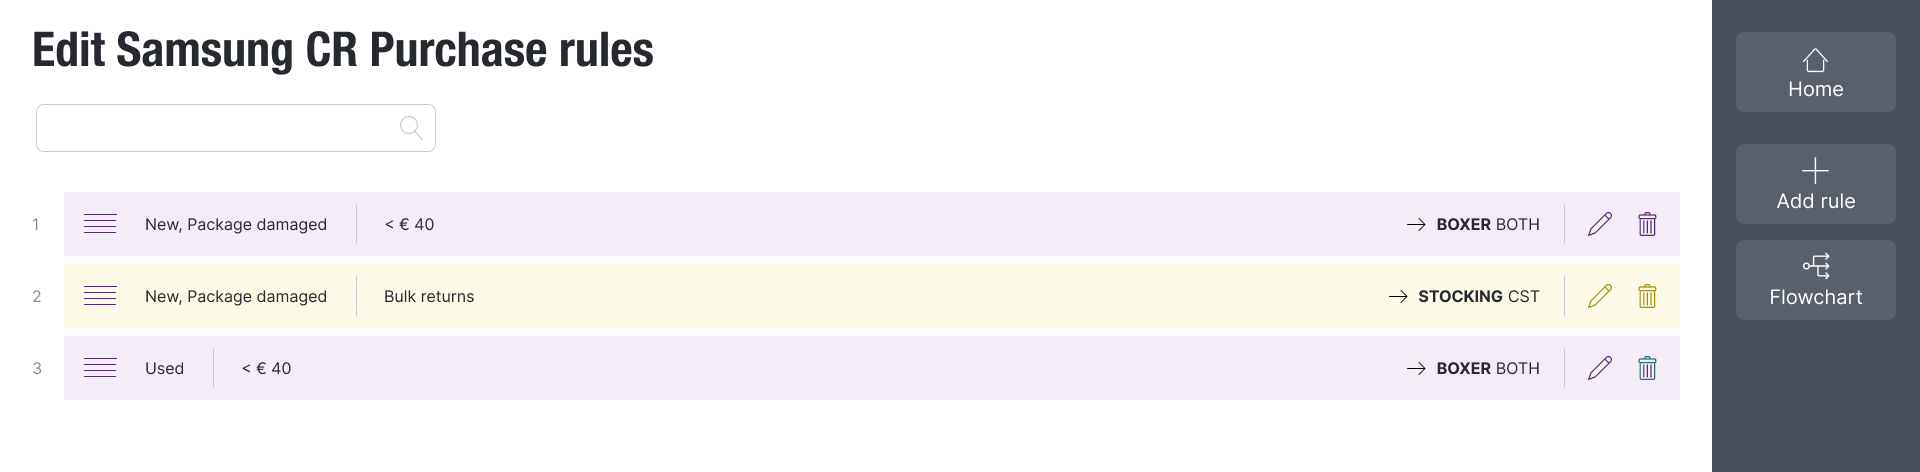 Edit Samsung CR Purchase rules
1 New, Package damaged < € 40 → BOXER BOTH
2 New, Package damaged Bulk returns → STOCKING CST
3 Used < € 40 → BOXER BOTH
Home
Add rule
Flowchart